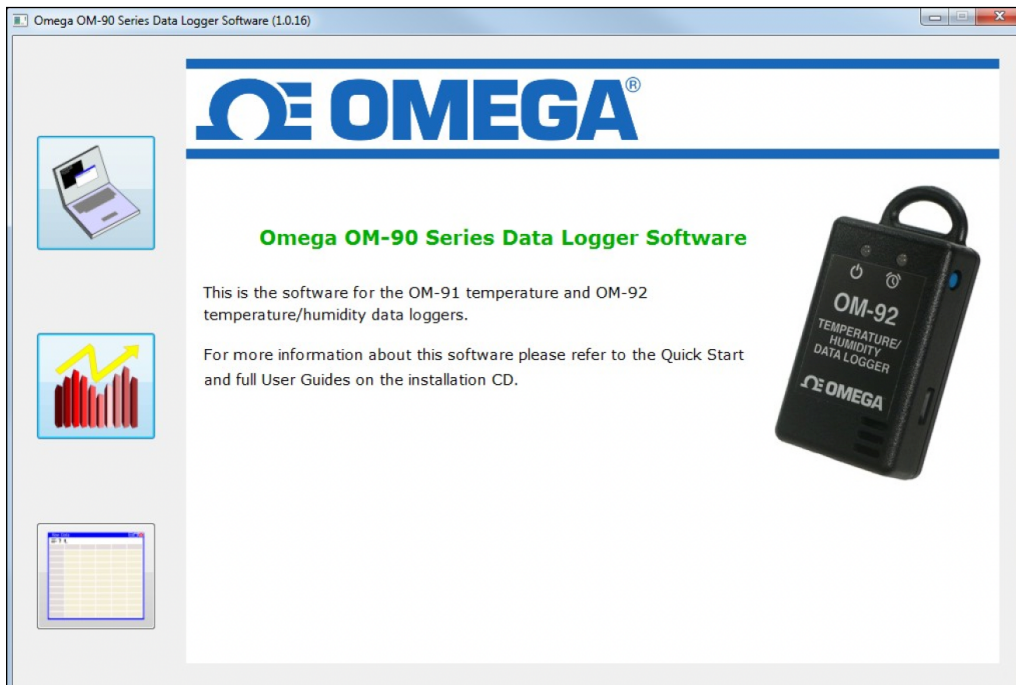 Omega OM-90 Series Data Logger Software (1.0.16)
OMEGA®
Omega OM-90 Series Data Logger Software
This is the software for the OM-91 temperature and OM-92
temperature/humidity data loggers.
For more information about this software please refer to the Quick Start
and full User Guides on the installation CD.
OM-92
TEMPERATURE/
HUMIDITY
DATA LOGGER
OMEGA